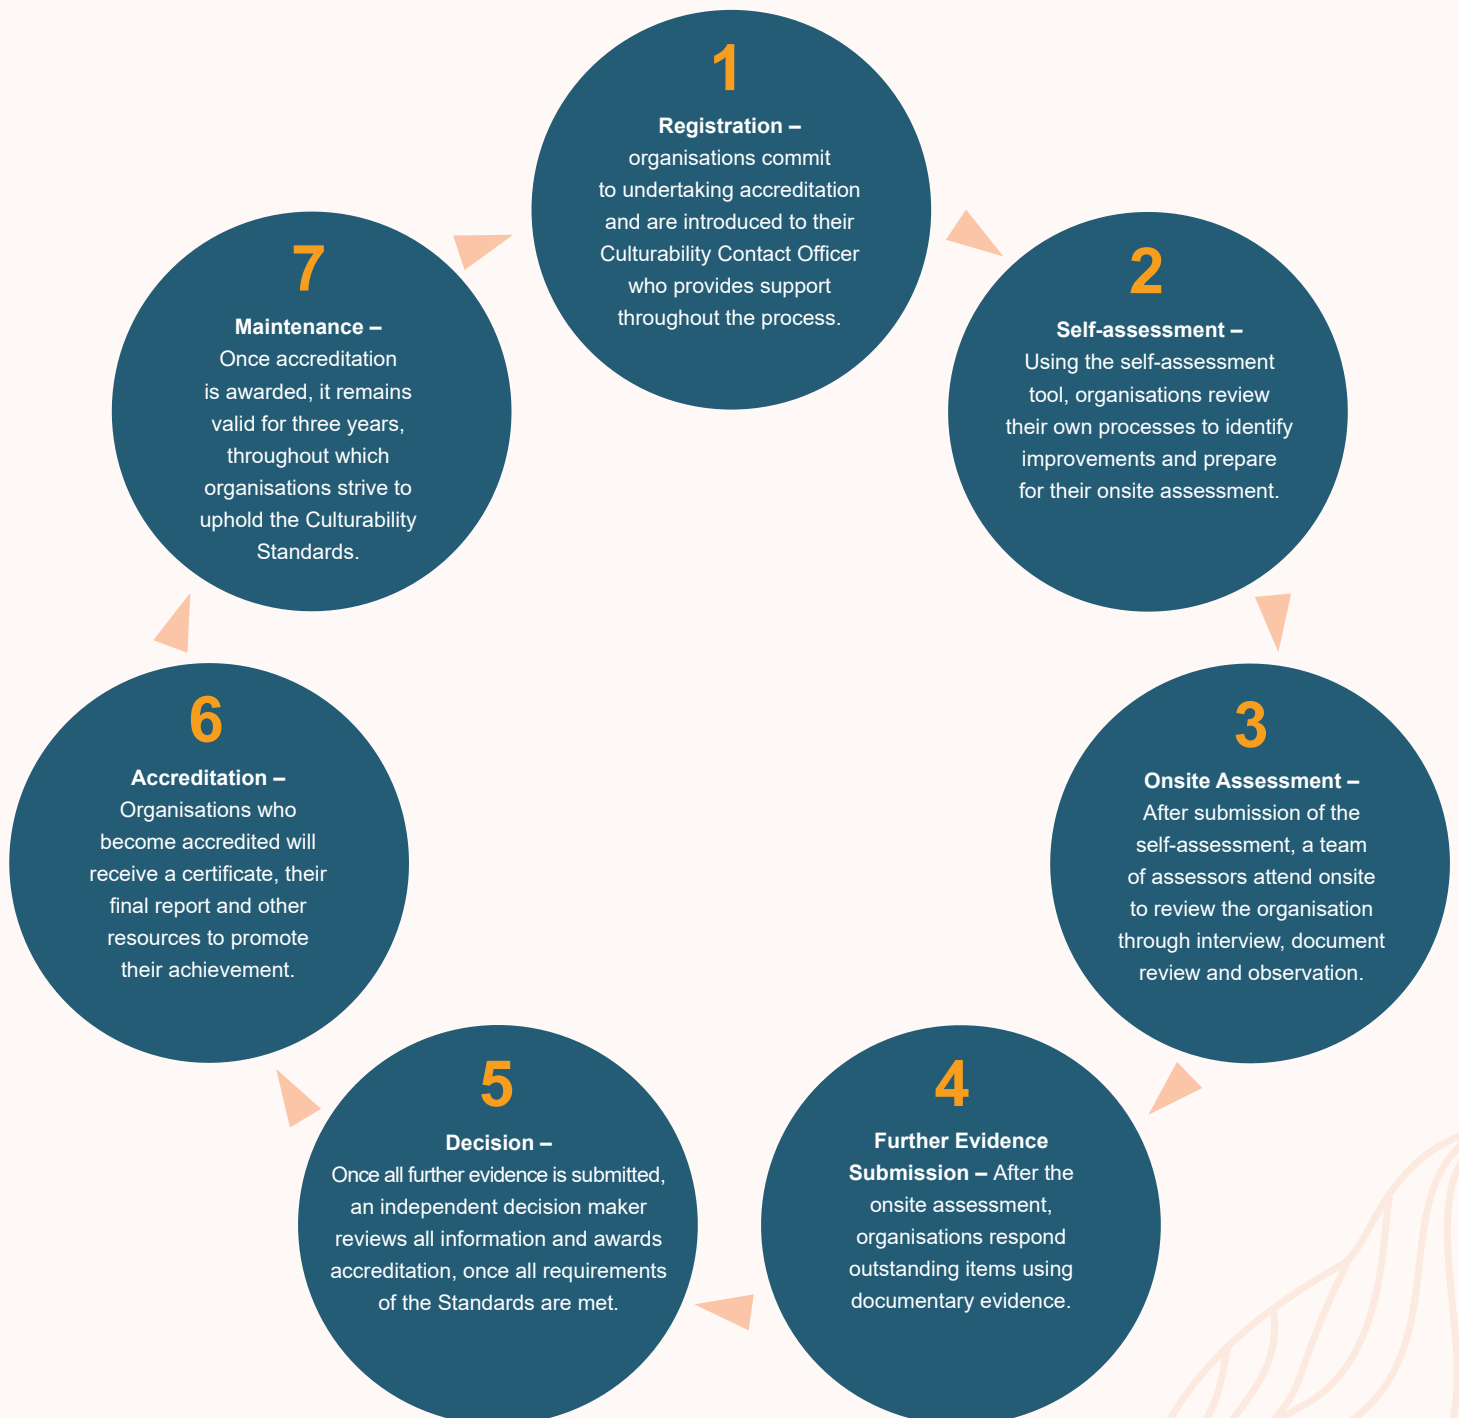 1
Registration –
organisations commit
to undertaking accreditation
and are introduced to their
Culturability Contact Officer
who provides support
throughout the process.
2
Self-assessment –
Using the self-assessment
tool, organisations review
their own processes to identify
improvements and prepare
for their onsite assessment.
3
Onsite Assessment –
After submission of the
self-assessment, a team
of assessors attend onsite
to review the organisation
through interview, document
review and observation.
4
Further Evidence
Submission – After the
onsite assessment,
organisations respond
outstanding items using
documentary evidence.
5
Decision –
Once all further evidence is submitted,
an independent decision maker
reviews all information and awards
accreditation, once all requirements
of the Standards are met.
6
Accreditation –
Organisations who
become accredited will
receive a certificate, their
final report and other
resources to promote
their achievement.
7
Maintenance –
Once accreditation
is awarded, it remains
valid for three years,
throughout which
organisations strive to
uphold the Culturability
Standards.